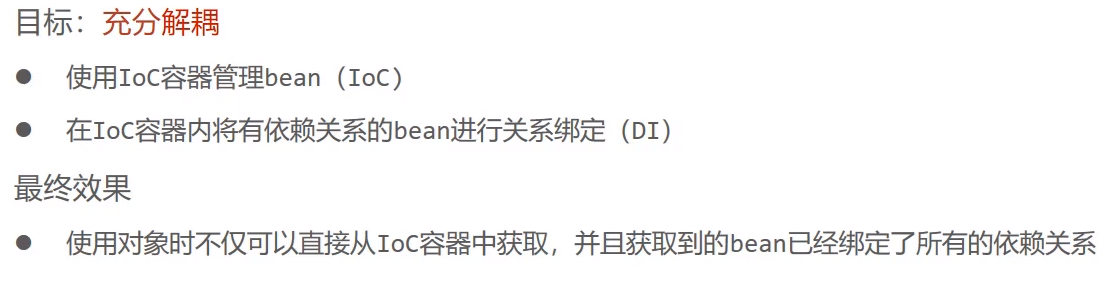 目标：充分解耦
● 使用IoC容器管理bean（IoC）
● 在IoC容器内将有依赖关系的bean进行关系绑定（DI）
最终效果
● 使用对象时不仅可以直接从IoC容器中获取，并且获取到的bean已经绑定了所有的依赖关系